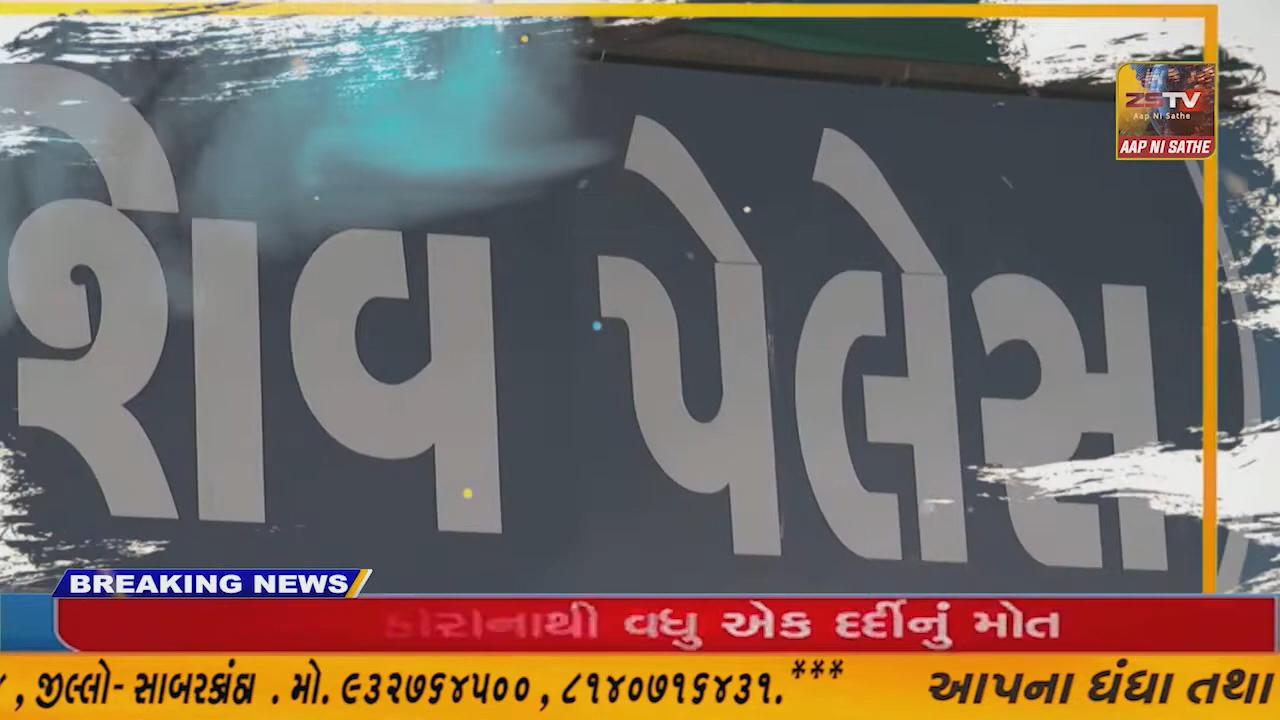 શિવ પેલેસ
ZSTV
Aap Ni Sathe
AAP NI SATHE
BREAKING NEWS
કોરોનાથી વધુ એક દર્દીનું મોત
, જીલ્લો- સાબરકાંઠા . મો. ૯૩૨૭૬૪૫૦૦ , ૮૧૪૦૭૧૬૪૩૧.*** આપના ધંધા તથા